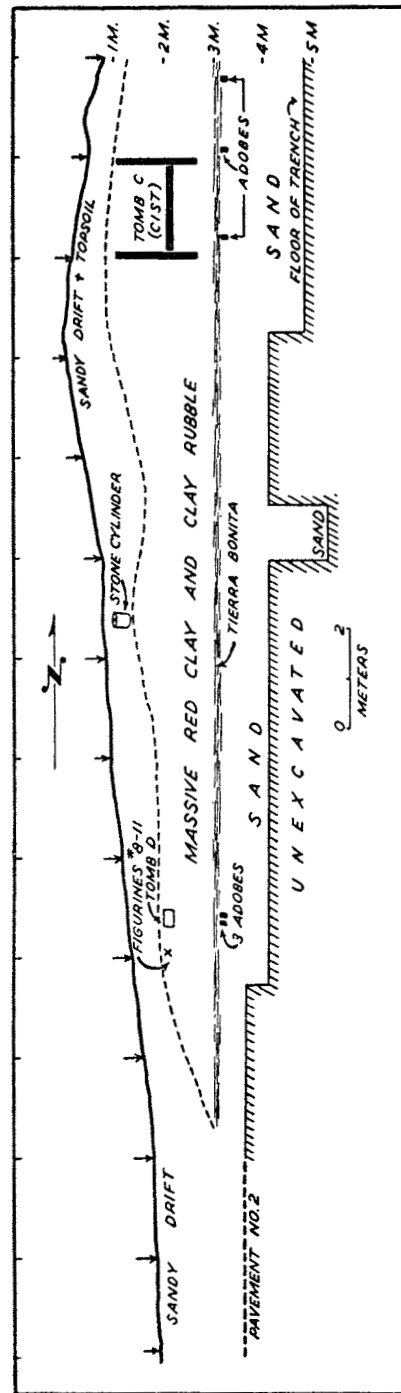 -1M.
-2M.
-3M.
-4M
-5M
SANDY DRIFT + TOPSOIL
TOMB C
(CIST)
ADOBES
SAND
FLOOR OF TRENCH
STONE CYLINDER
MASSIVE RED CLAY AND CLAY RUBBLE
TIERRA BONITA
SAND
N
FIGURINES #8-11
TOMB D
3 ADOBES
SAND
UNEXCAVATED
0 2
METERS
SANDY DRIFT
PAVEMENT NO.2